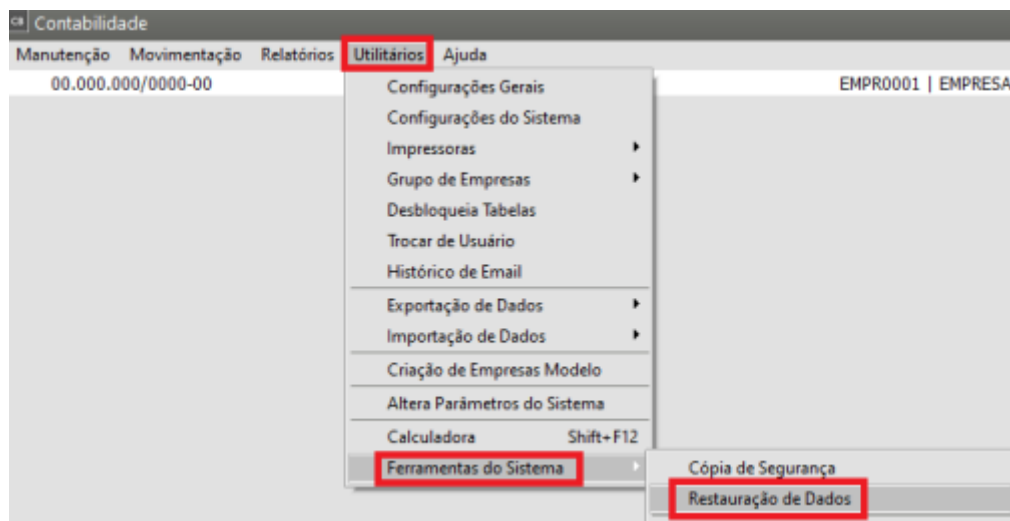 CB Contabilidade
Manutenção Movimentação Relatórios Utilitários Ajuda
00.000.000/0000-00 EMPR0001 | EMPRESA
Configurações Gerais
Configurações do Sistema
Impressoras
Grupo de Empresas
Desbloqueia Tabelas
Trocar de Usuário
Histórico de Email
Exportação de Dados
Importação de Dados
Criação de Empresas Modelo
Altera Parâmetros do Sistema
Calculadora Shift+F12
Ferramentas do Sistema
Cópia de Segurança
Restauração de Dados